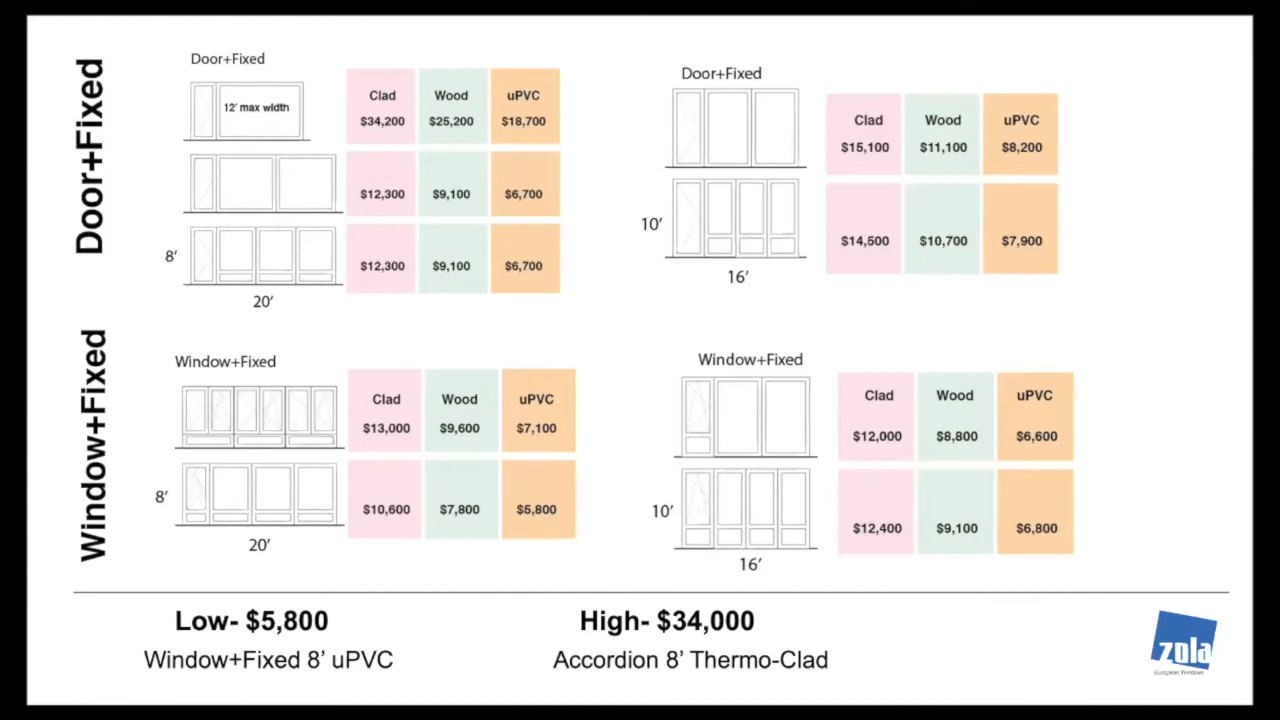 Door+Fixed
Door+Fixed
12' max width
Clad Wood uPVC
$34,200 $25,200 $18,700
$12,300 $9,100 $6,700
8'
$12,300 $9,100 $6,700
20'
Door+Fixed
Clad Wood uPVC
$15,100 $11,100 $8,200
10'
$14,500 $10,700 $7,900
16'
Window+Fixed
Window+Fixed
Clad Wood uPVC
$13,000 $9,600 $7,100
8'
$10,600 $7,800 $5,800
20'
Window+Fixed
Clad Wood uPVC
$12,000 $8,800 $6,600
10'
$12,400 $9,100 $6,800
16'
Low- $5,800
Window+Fixed 8' uPVC
High- $34,000
Accordion 8' Thermo-Clad
zola
European Windows